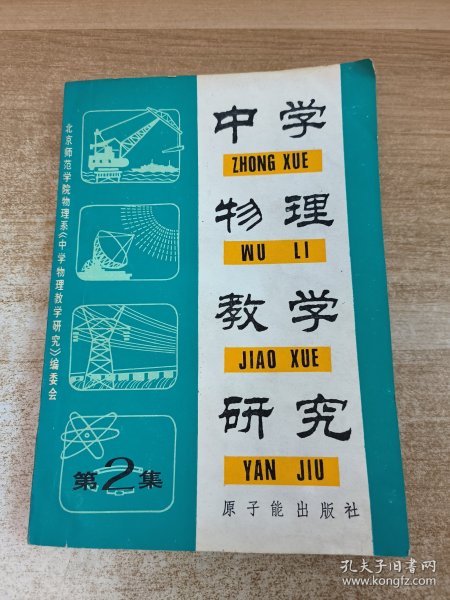 北京师范学院物理系《中学物理教学研究》编委会
中学
ZHONG XUE
物理
WU LI
教学
JIAO XUE
研究
YAN JIU
第2集
原子能出版社
孔夫子旧书网
www.kongfz.com